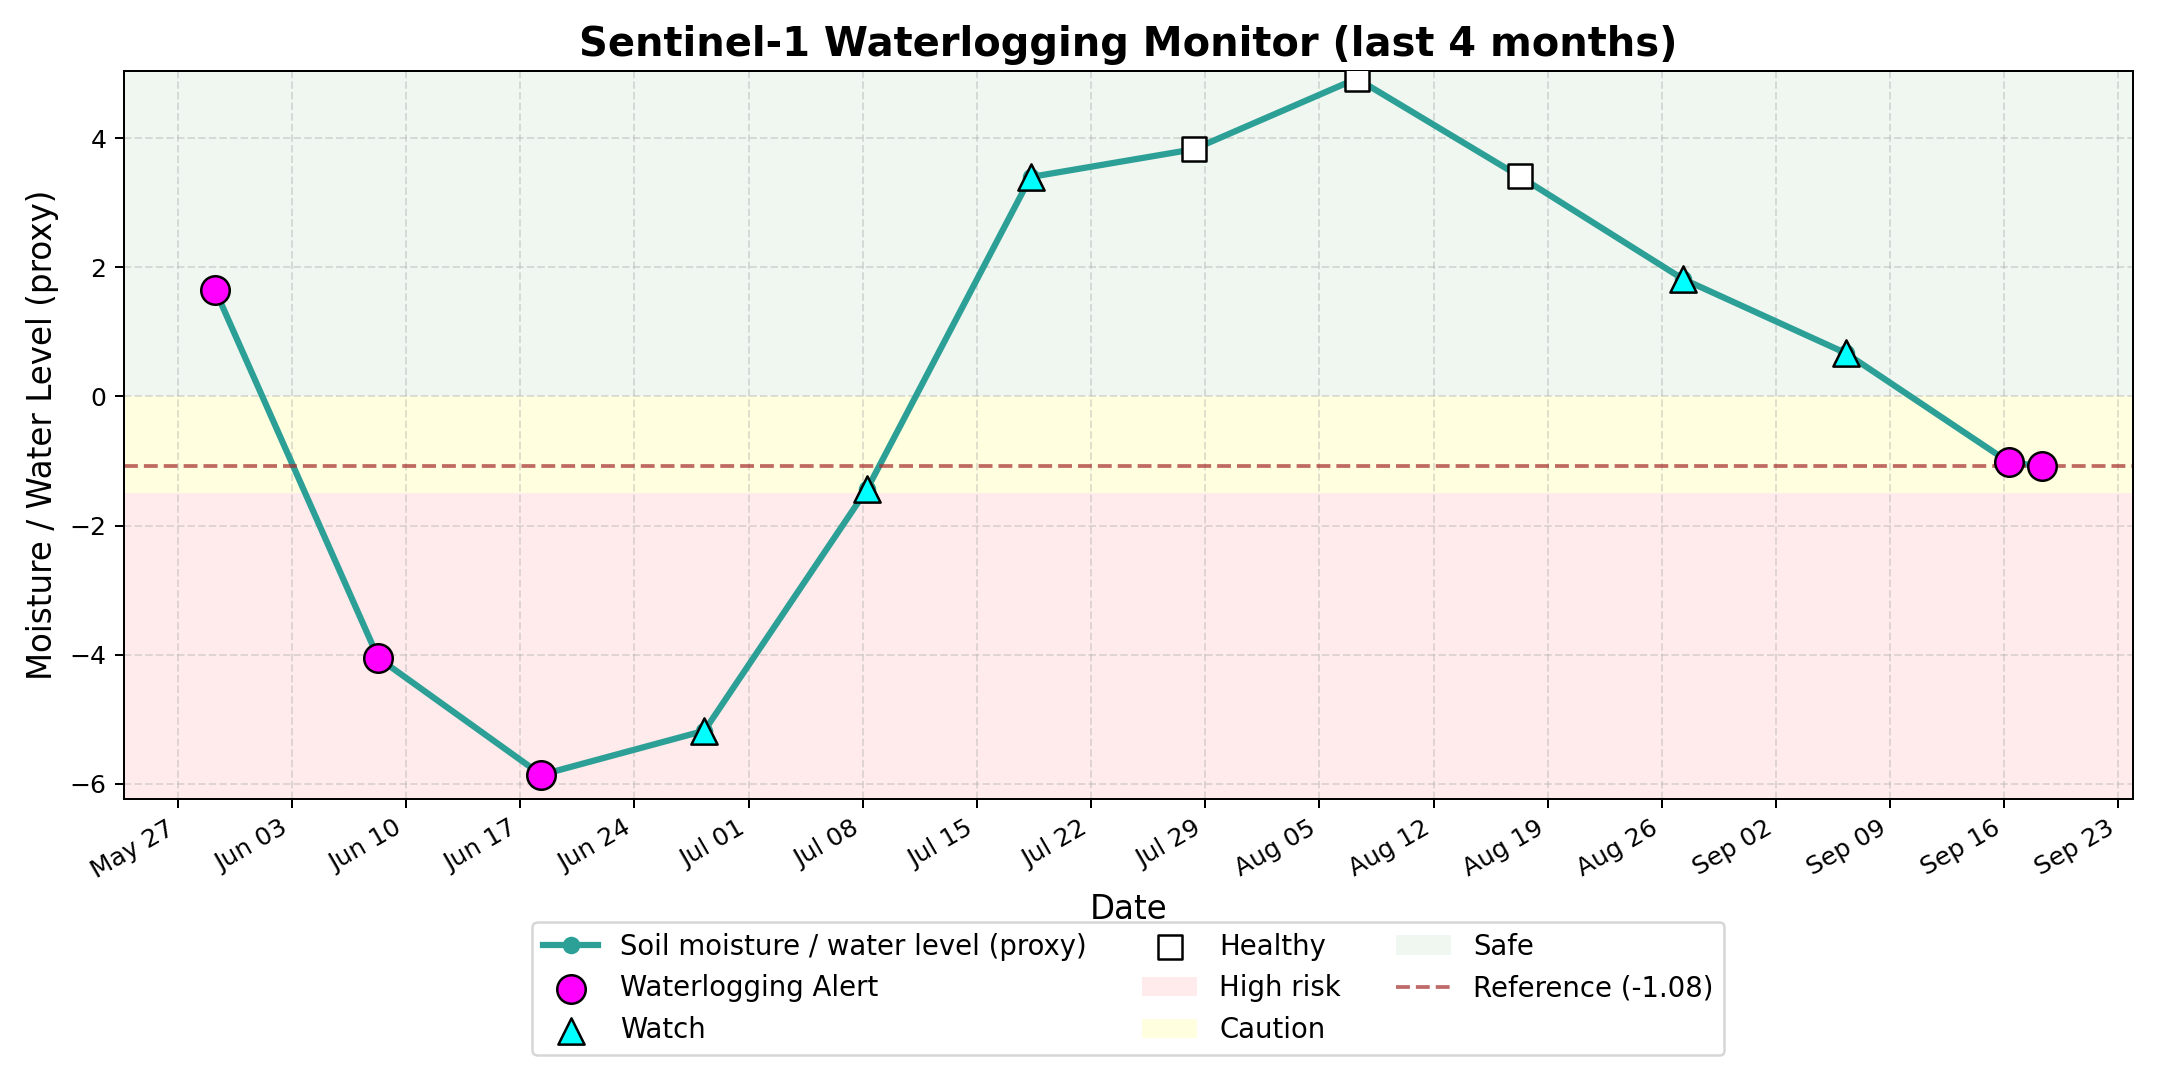 Sentinel-1 Waterlogging Monitor (last 4 months)
Moisture / Water Level (proxy)
4
2
0
−2
−4
−6
May 27
Jun 03
Jun 10
Jun 17
Jun 24
Jul 01
Jul 08
Jul 15
Jul 22
Jul 29
Aug 05
Aug 12
Aug 19
Aug 26
Sep 02
Sep 09
Sep 16
Sep 23
Date
Soil moisture / water level (proxy)
Waterlogging Alert
Watch
Healthy
High risk
Caution
Safe
Reference (-1.08)